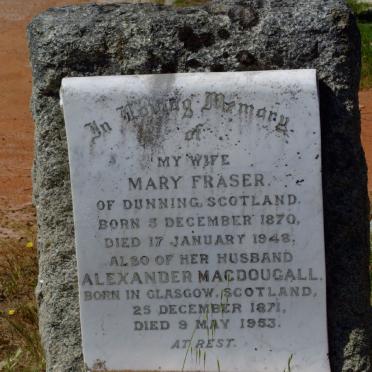 In Loving Memory
of
MY WIFE
MARY FRASER.
OF DUNNING, SCOTLAND.
BORN 5 DECEMBER 1870,
DIED 17 JANUARY 1948,
ALSO OF HER HUSBAND
ALEXANDER MACDOUGALL.
BORN IN GLASGOW, SCOTLAND,
25 DECEMBER 1871,
DIED 9 MAY 1953.
AT REST.